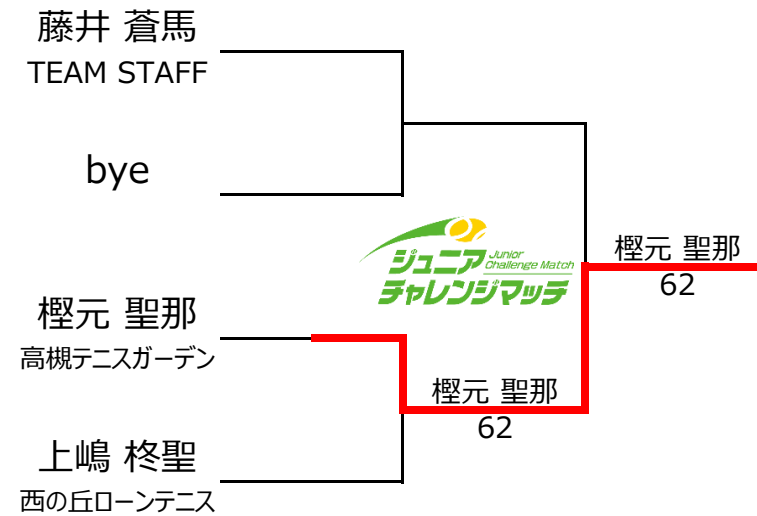 藤井 蒼馬
TEAM STAFF
bye
ジュニア Junior Challenge Match
チャレンジマッチ
樫元 聖那
62
樫元 聖那
高槻テニスガーデン
樫元 聖那
62
上嶋 柊聖
西の丘ローンテニス